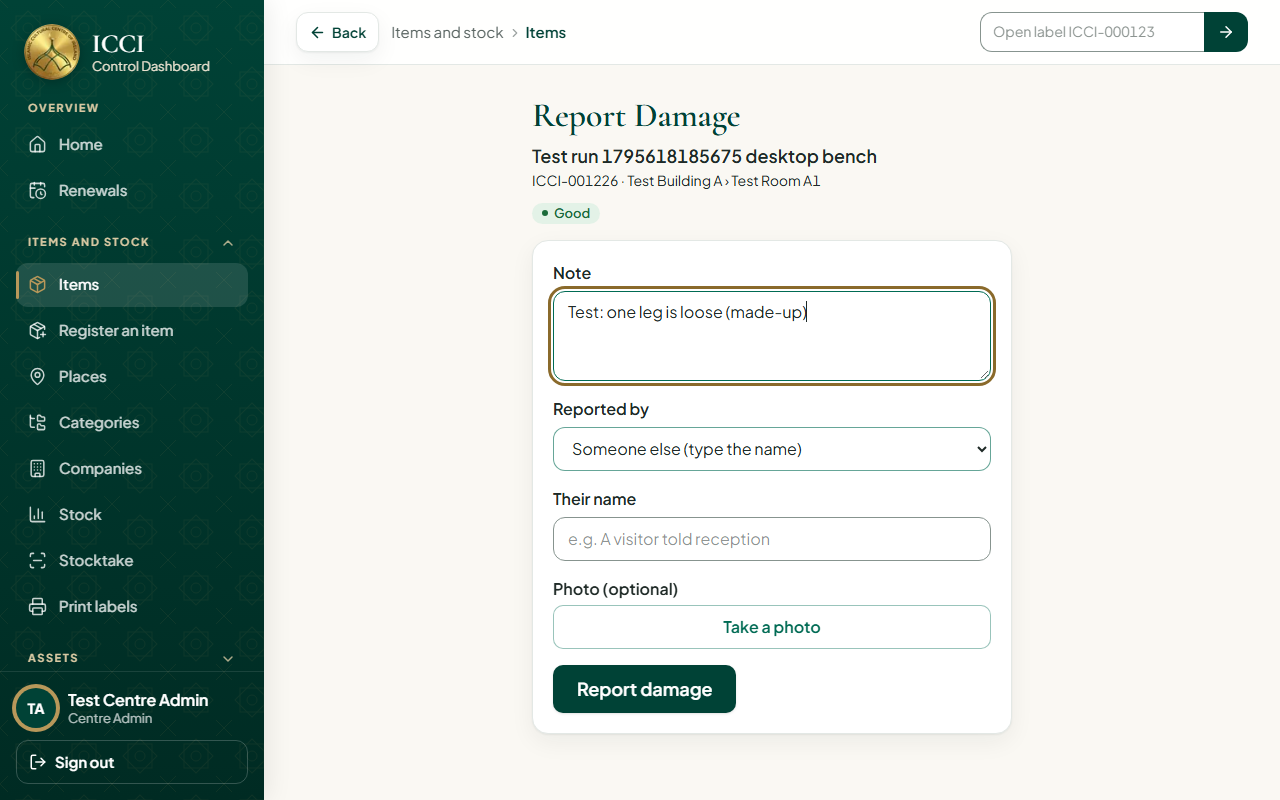 ICCI
Control Dashboard
OVERVIEW
Home
Renewals
ITEMS AND STOCK
Items
Register an item
Places
Categories
Companies
Stock
Stocktake
Print labels
ASSETS
TA
Test Centre Admin
Centre Admin
Sign out
Back
Items and stock › Items
Open label ICCI-000123
Report Damage
Test run 1795618185675 desktop bench
ICCI-001226 · Test Building A › Test Room A1
Good
Note
Test: one leg is loose (made-up)
Reported by
Someone else (type the name)
Their name
e.g. A visitor told reception
Photo (optional)
Take a photo
Report damage